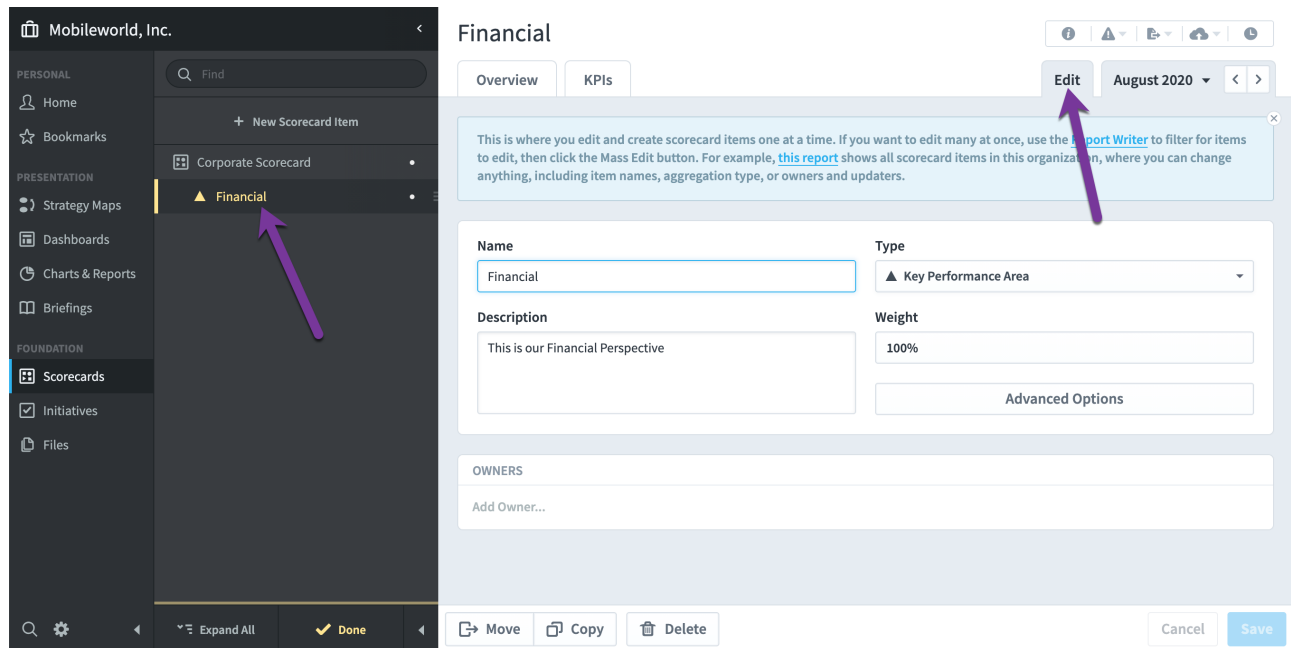 Mobileworld, Inc.
PERSONAL
Home
Bookmarks
PRESENTATION
Strategy Maps
Dashboards
Charts & Reports
Briefings
FOUNDATION
Scorecards
Initiatives
Files
Find
+ New Scorecard Item
Corporate Scorecard
Financial
Expand All
Done
Financial
Overview
KPIs
Edit
August 2020
This is where you edit and create scorecard items one at a time. If you want to edit many at once, use the Report Writer to filter for items
to edit, then click the Mass Edit button. For example, this report shows all scorecard items in this organization, where you can change
anything, including item names, aggregation type, or owners and updaters.
Name
Financial
Type
Key Performance Area
Description
This is our Financial Perspective
Weight
100%
Advanced Options
OWNERS
Add Owner...
Move
Copy
Delete
Cancel
Save